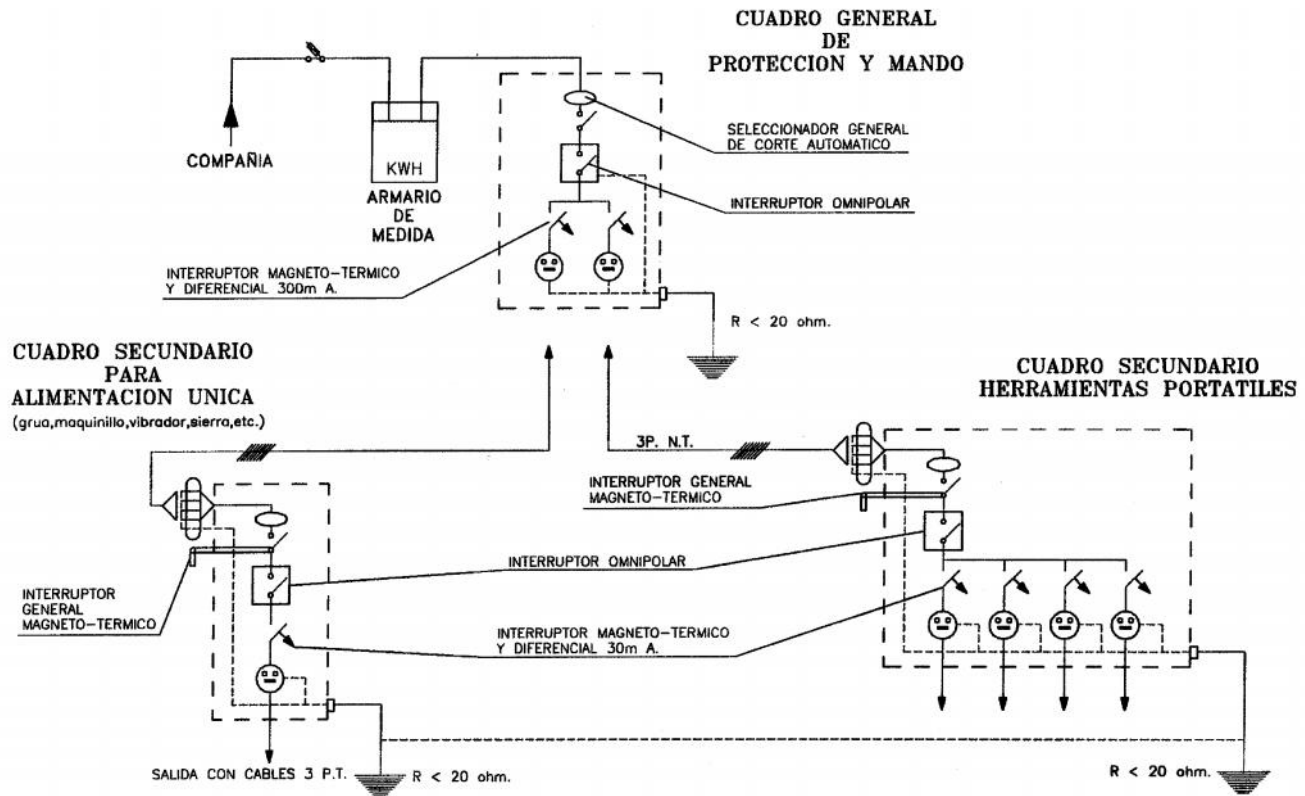 CUADRO GENERAL
DE
PROTECCION Y MANDO
COMPAÑIA
KWH
ARMARIO
DE
MEDIDA
SELECCIONADOR GENERAL
DE CORTE AUTOMATICO
INTERRUPTOR OMNIPOLAR
INTERRUPTOR MAGNETO-TERMICO
Y DIFERENCIAL 300m A.
R < 20 ohm.
CUADRO SECUNDARIO
PARA
ALIMENTACION UNICA
(grua,maquinillo,vibrador,sierra,etc.)
CUADRO SECUNDARIO
HERRAMIENTAS PORTATILES
3P. N.T.
INTERRUPTOR GENERAL
MAGNETO-TERMICO
INTERRUPTOR OMNIPOLAR
INTERRUPTOR
GENERAL
MAGNETO-TERMICO
INTERRUPTOR MAGNETO-TERMICO
Y DIFERENCIAL 30m A.
SALIDA CON CABLES 3 P.T.
R < 20 ohm.
R < 20 ohm.